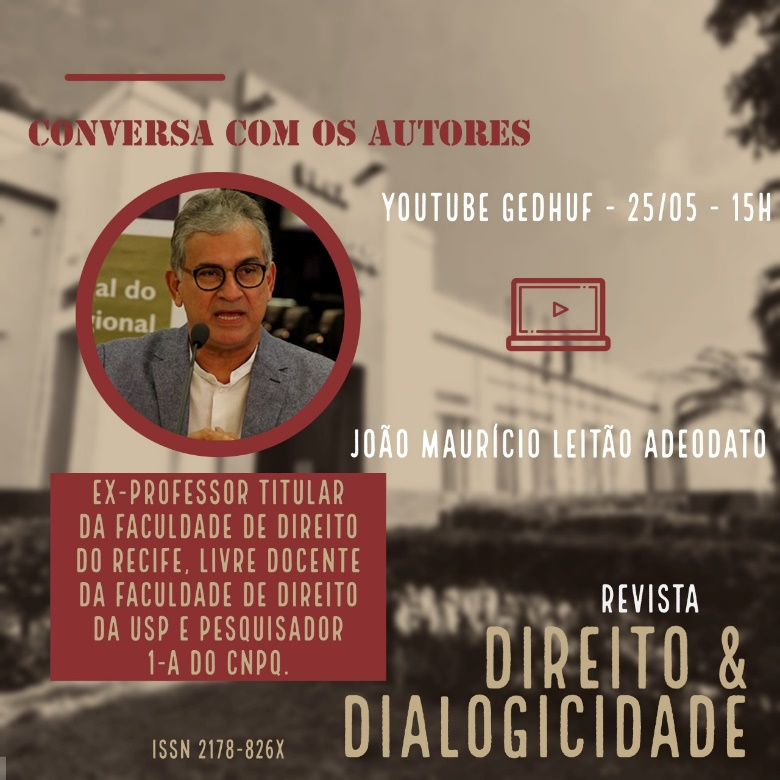 CONVERSA COM OS AUTORES
YOUTUBE GEDHUF - 25/05 - 15H
al do
gional
JOÃO MAURÍCIO LEITÃO ADEODATO
EX-PROFESSOR TITULAR
DA FACULDADE DE DIREITO
DO RECIFE, LIVRE DOCENTE
DA FACULDADE DE DIREITO
DA USP E PESQUISADOR
1-A DO CNPQ.
REVISTA
DIREITO &
DIALOGICIDADE
ISSN 2178-826X